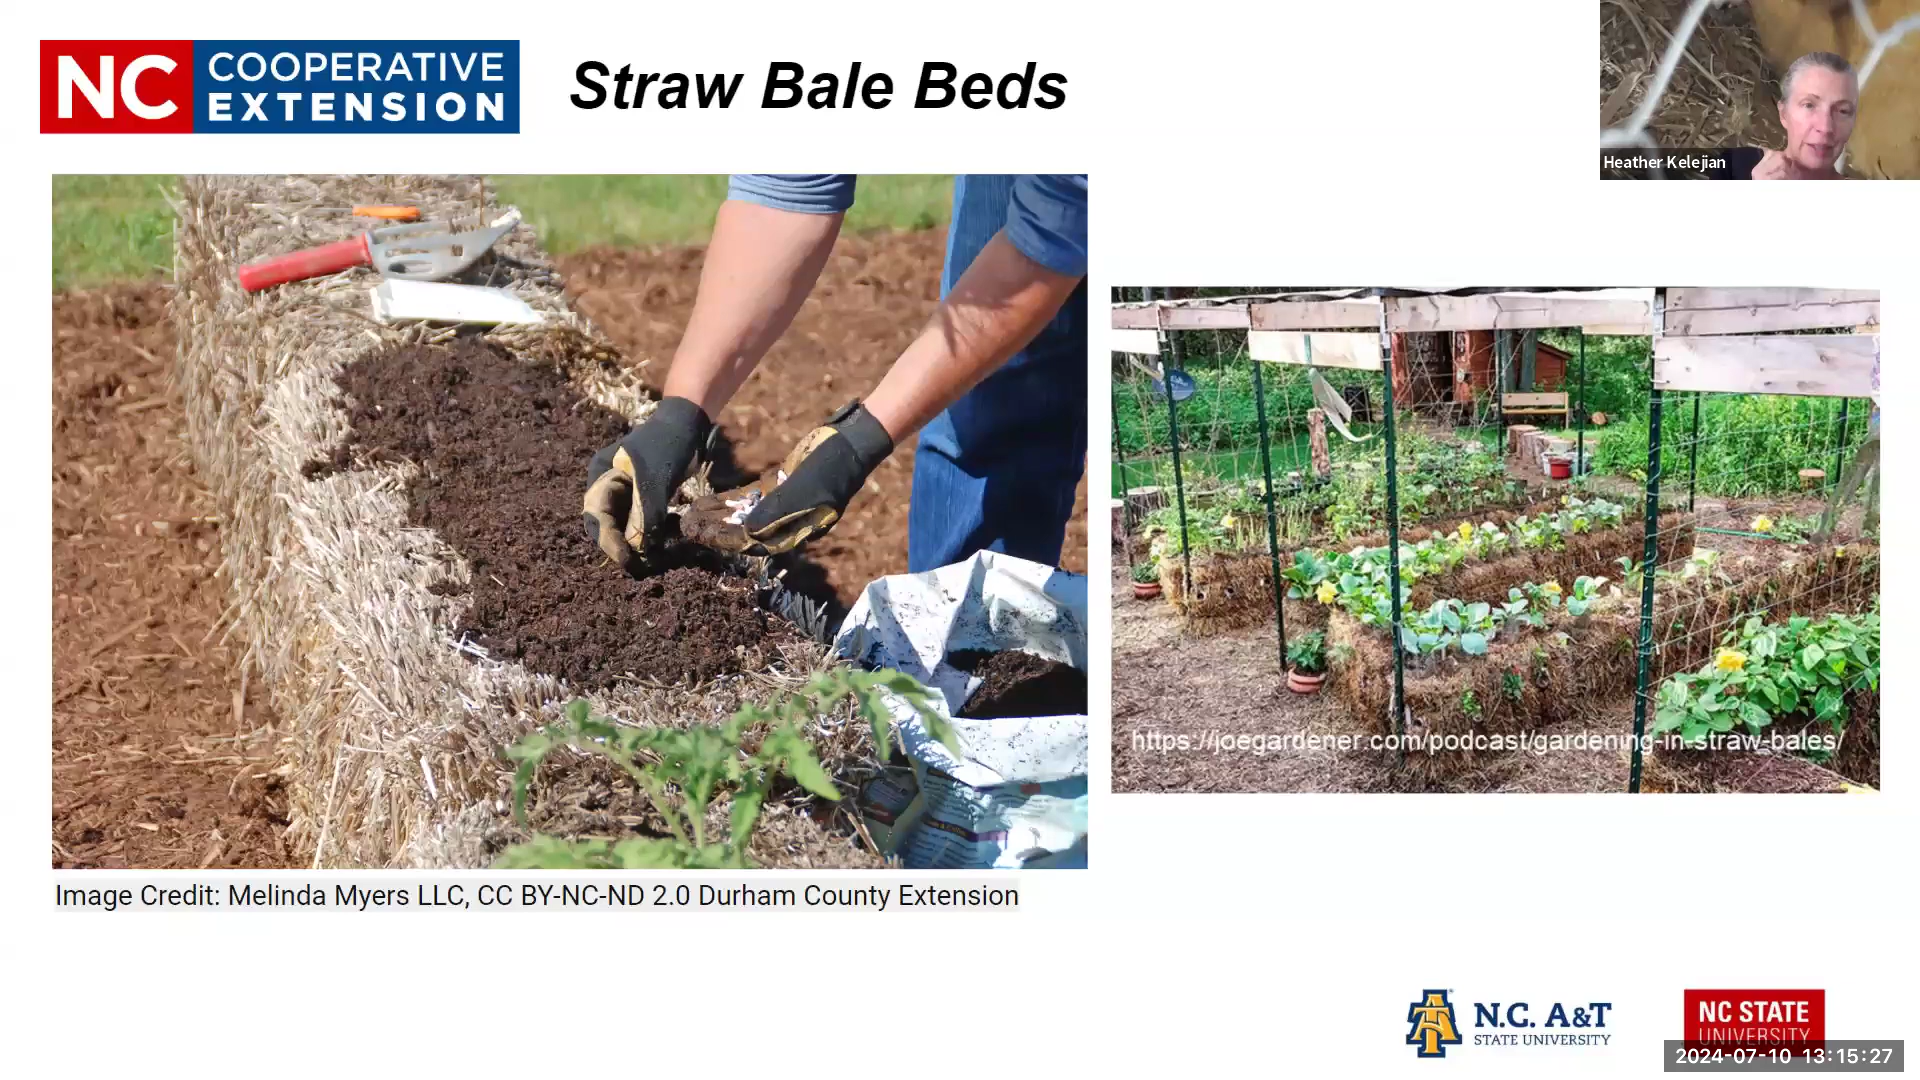 NC COOPERATIVE
EXTENSION
Straw Bale Beds
Heather Kelejian
https://joegardener.com/podcast/gardening-in-straw-bales/
Image Credit: Melinda Myers LLC, CC BY-NC-ND 2.0 Durham County Extension
N.C. A&T
STATE UNIVERSITY
NC STATE
UNIVERSITY
2024-07-10 13:15:27